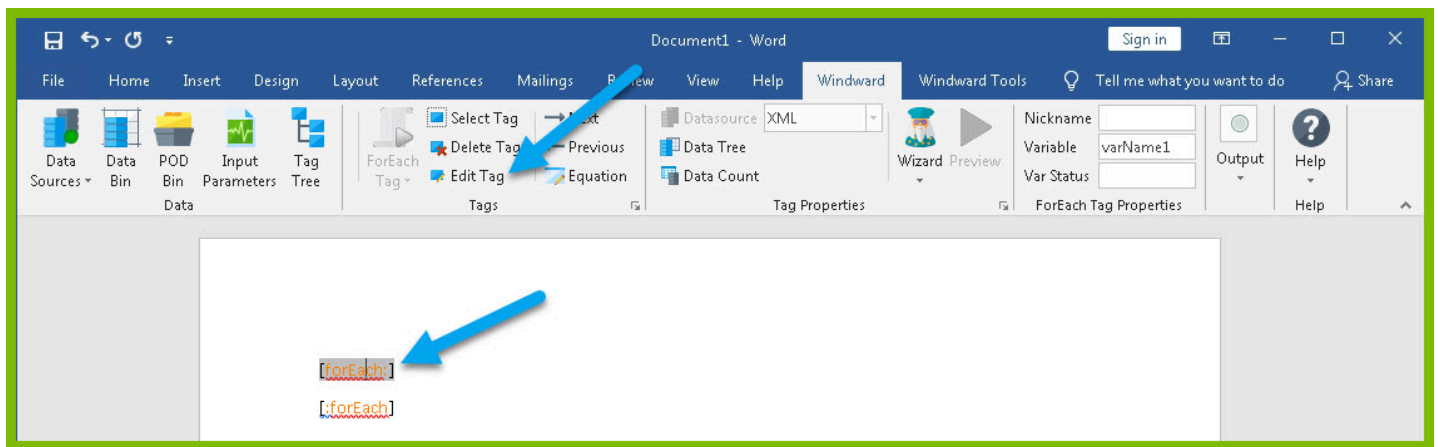 Document1 - Word
Sign in
File Home Insert Design Layout References Mailings View Help Windward Windward Tools Tell me what you want to do Share
Select Tag
Datasource XML
Nickname
Delete Tag Previous
Data Tree
Variable varName1
Edit Tag Equation
Data Count
Var Status
Data Sources
Data Bin
POD Bin
Input Parameters
Tag Tree
ForEach Tag
Wizard Preview
Output
Help
Data Tags Tag Properties ForEach Tag Properties Help
[forEach:]
[:forEach]